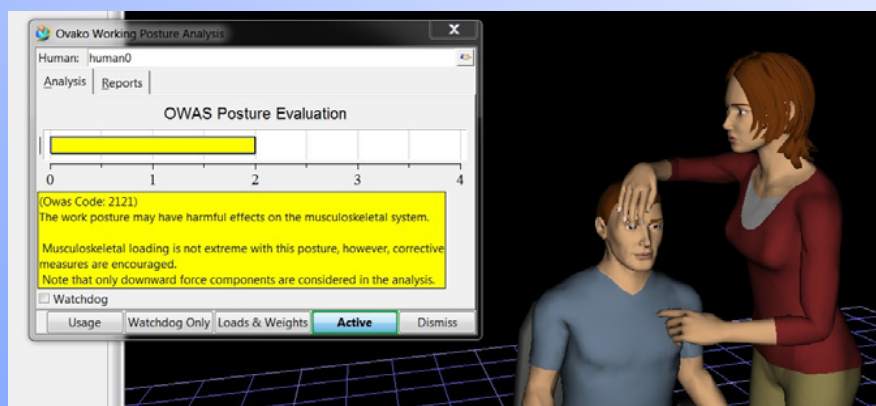 Ovako Working Posture Analysis
X
Human: human0
Analysis Reports
OWAS Posture Evaluation
0 1 2 3 4
(Owas Code: 2121)
The work posture may have harmful effects on the musculoskeletal system.
Musculoskeletal loading is not extreme with this posture, however, corrective
measures are encouraged.
Note that only downward force components are considered in the analysis.
Watchdog
Usage Watchdog Only Loads & Weights Active Dismiss